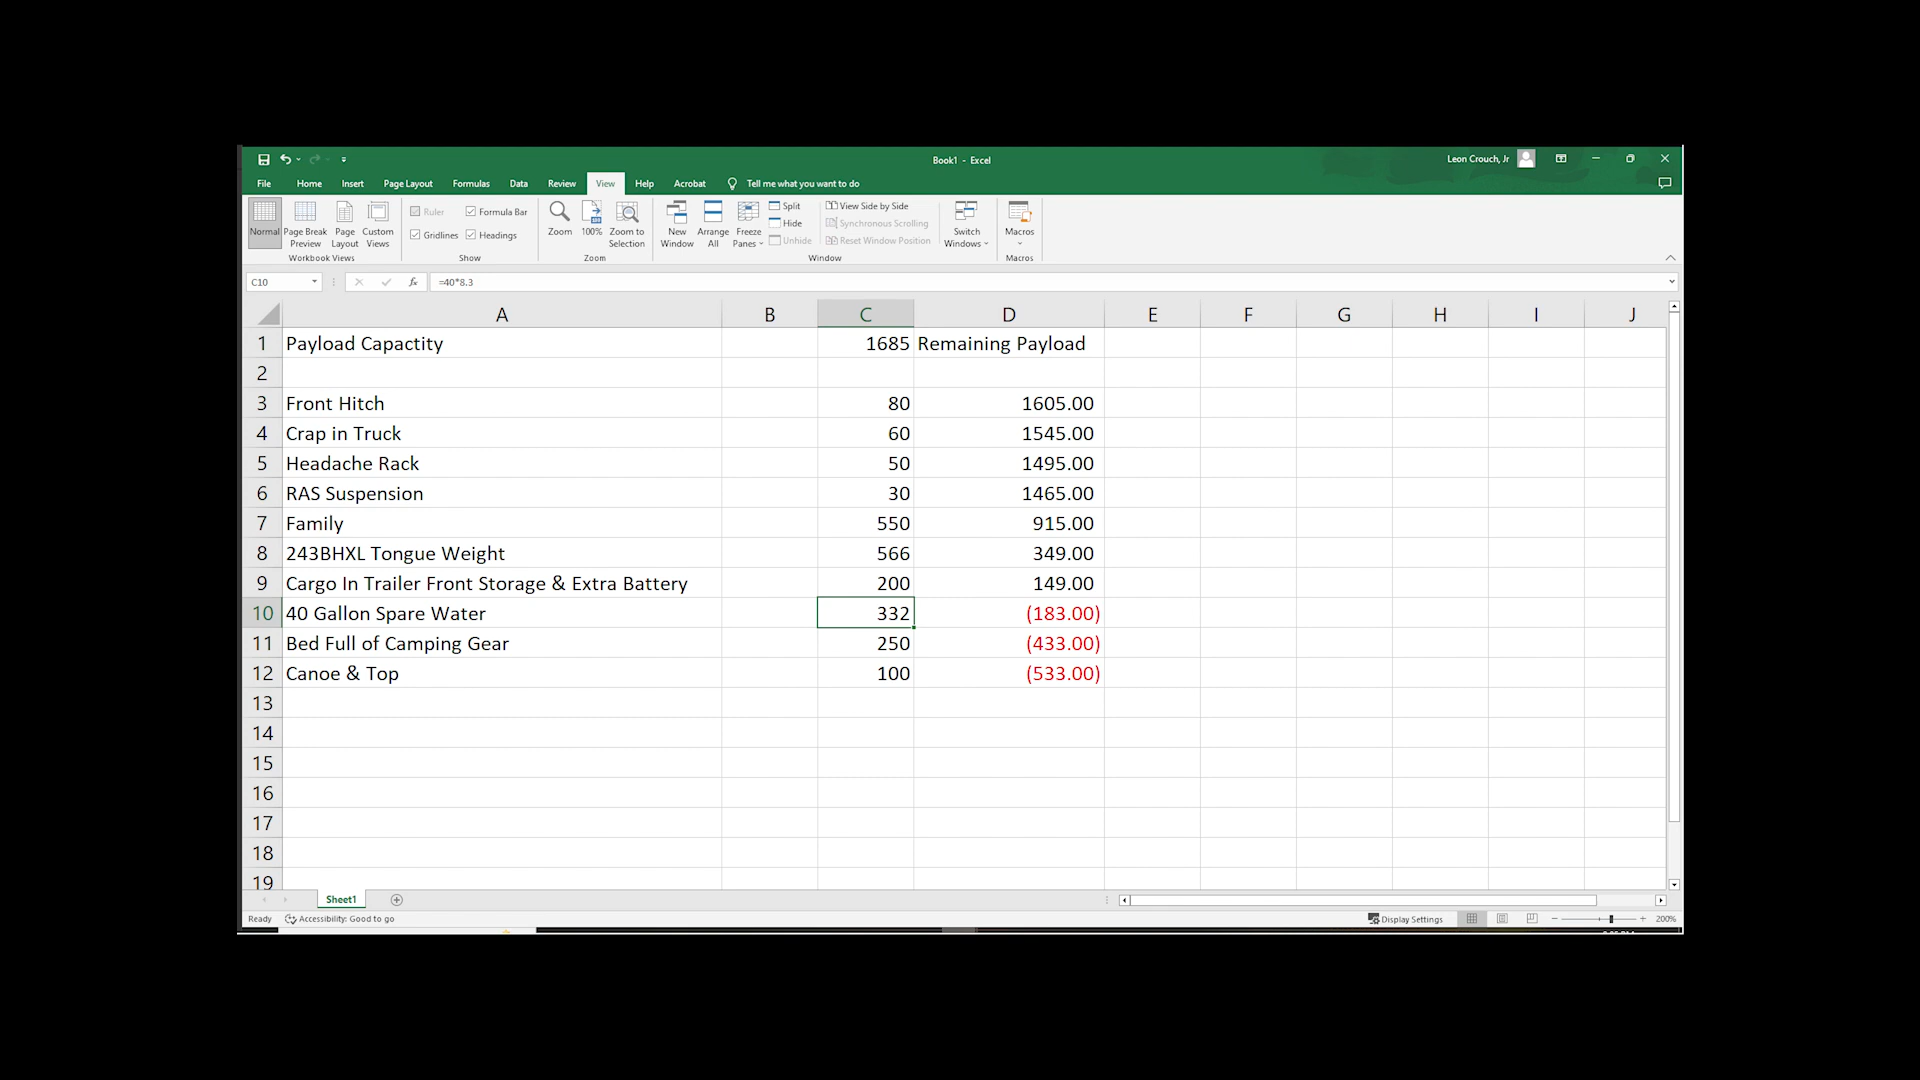 Book1 - Excel
Leon Crouch, Jr
File Home Insert Page Layout Formulas Data Review View Help Acrobat Tell me what you want to do
Normal Page Break Preview Page Layout Custom Views
Workbook Views
Ruler Formula Bar
Gridlines Headings
Show
Zoom 100% Zoom to Selection
Zoom
New Window Arrange All Freeze Panes
Split View Side by Side
Hide Synchronous Scrolling
Unhide Reset Window Position
Window
Switch Windows
Macros
Macros
C10 fx =40*8.3
A B C D E F G H I J
1 Payload Capactity 1685 Remaining Payload
2
3 Front Hitch 80 1605.00
4 Crap in Truck 60 1545.00
5 Headache Rack 50 1495.00
6 RAS Suspension 30 1465.00
7 Family 550 915.00
8 243BHXL Tongue Weight 566 349.00
9 Cargo In Trailer Front Storage & Extra Battery 200 149.00
10 40 Gallon Spare Water 332 (183.00)
11 Bed Full of Camping Gear 250 (433.00)
12 Canoe & Top 100 (533.00)
13
14
15
16
17
18
19
Sheet1
Ready Accessibility: Good to go Display Settings 200%